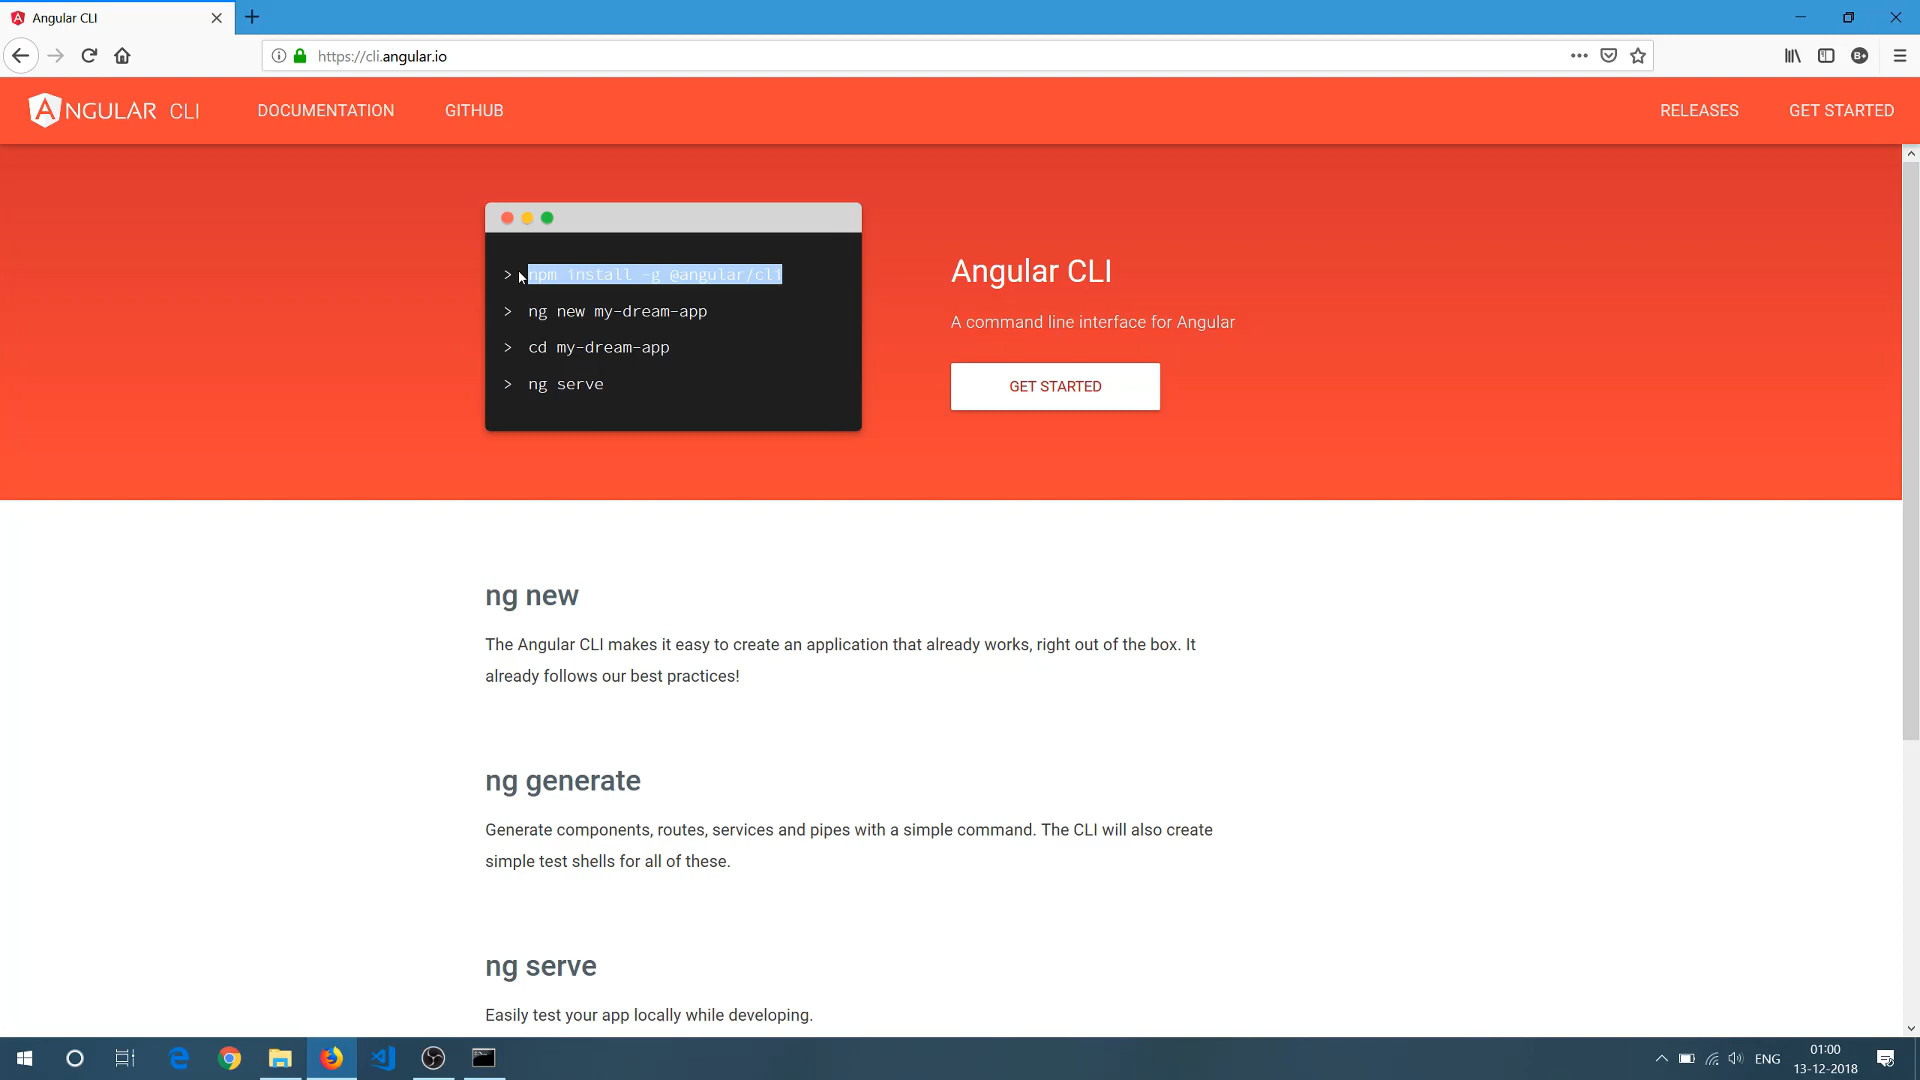 Angular CLI
https://cli.angular.io
ANGULAR CLI
DOCUMENTATION
GITHUB
RELEASES
GET STARTED
> npm install -g @angular/cli
> ng new my-dream-app
> cd my-dream-app
> ng serve
Angular CLI
A command line interface for Angular
GET STARTED
ng new
The Angular CLI makes it easy to create an application that already works, right out of the box. It
already follows our best practices!
ng generate
Generate components, routes, services and pipes with a simple command. The CLI will also create
simple test shells for all of these.
ng serve
Easily test your app locally while developing.
ENG
01:00
13-12-2018